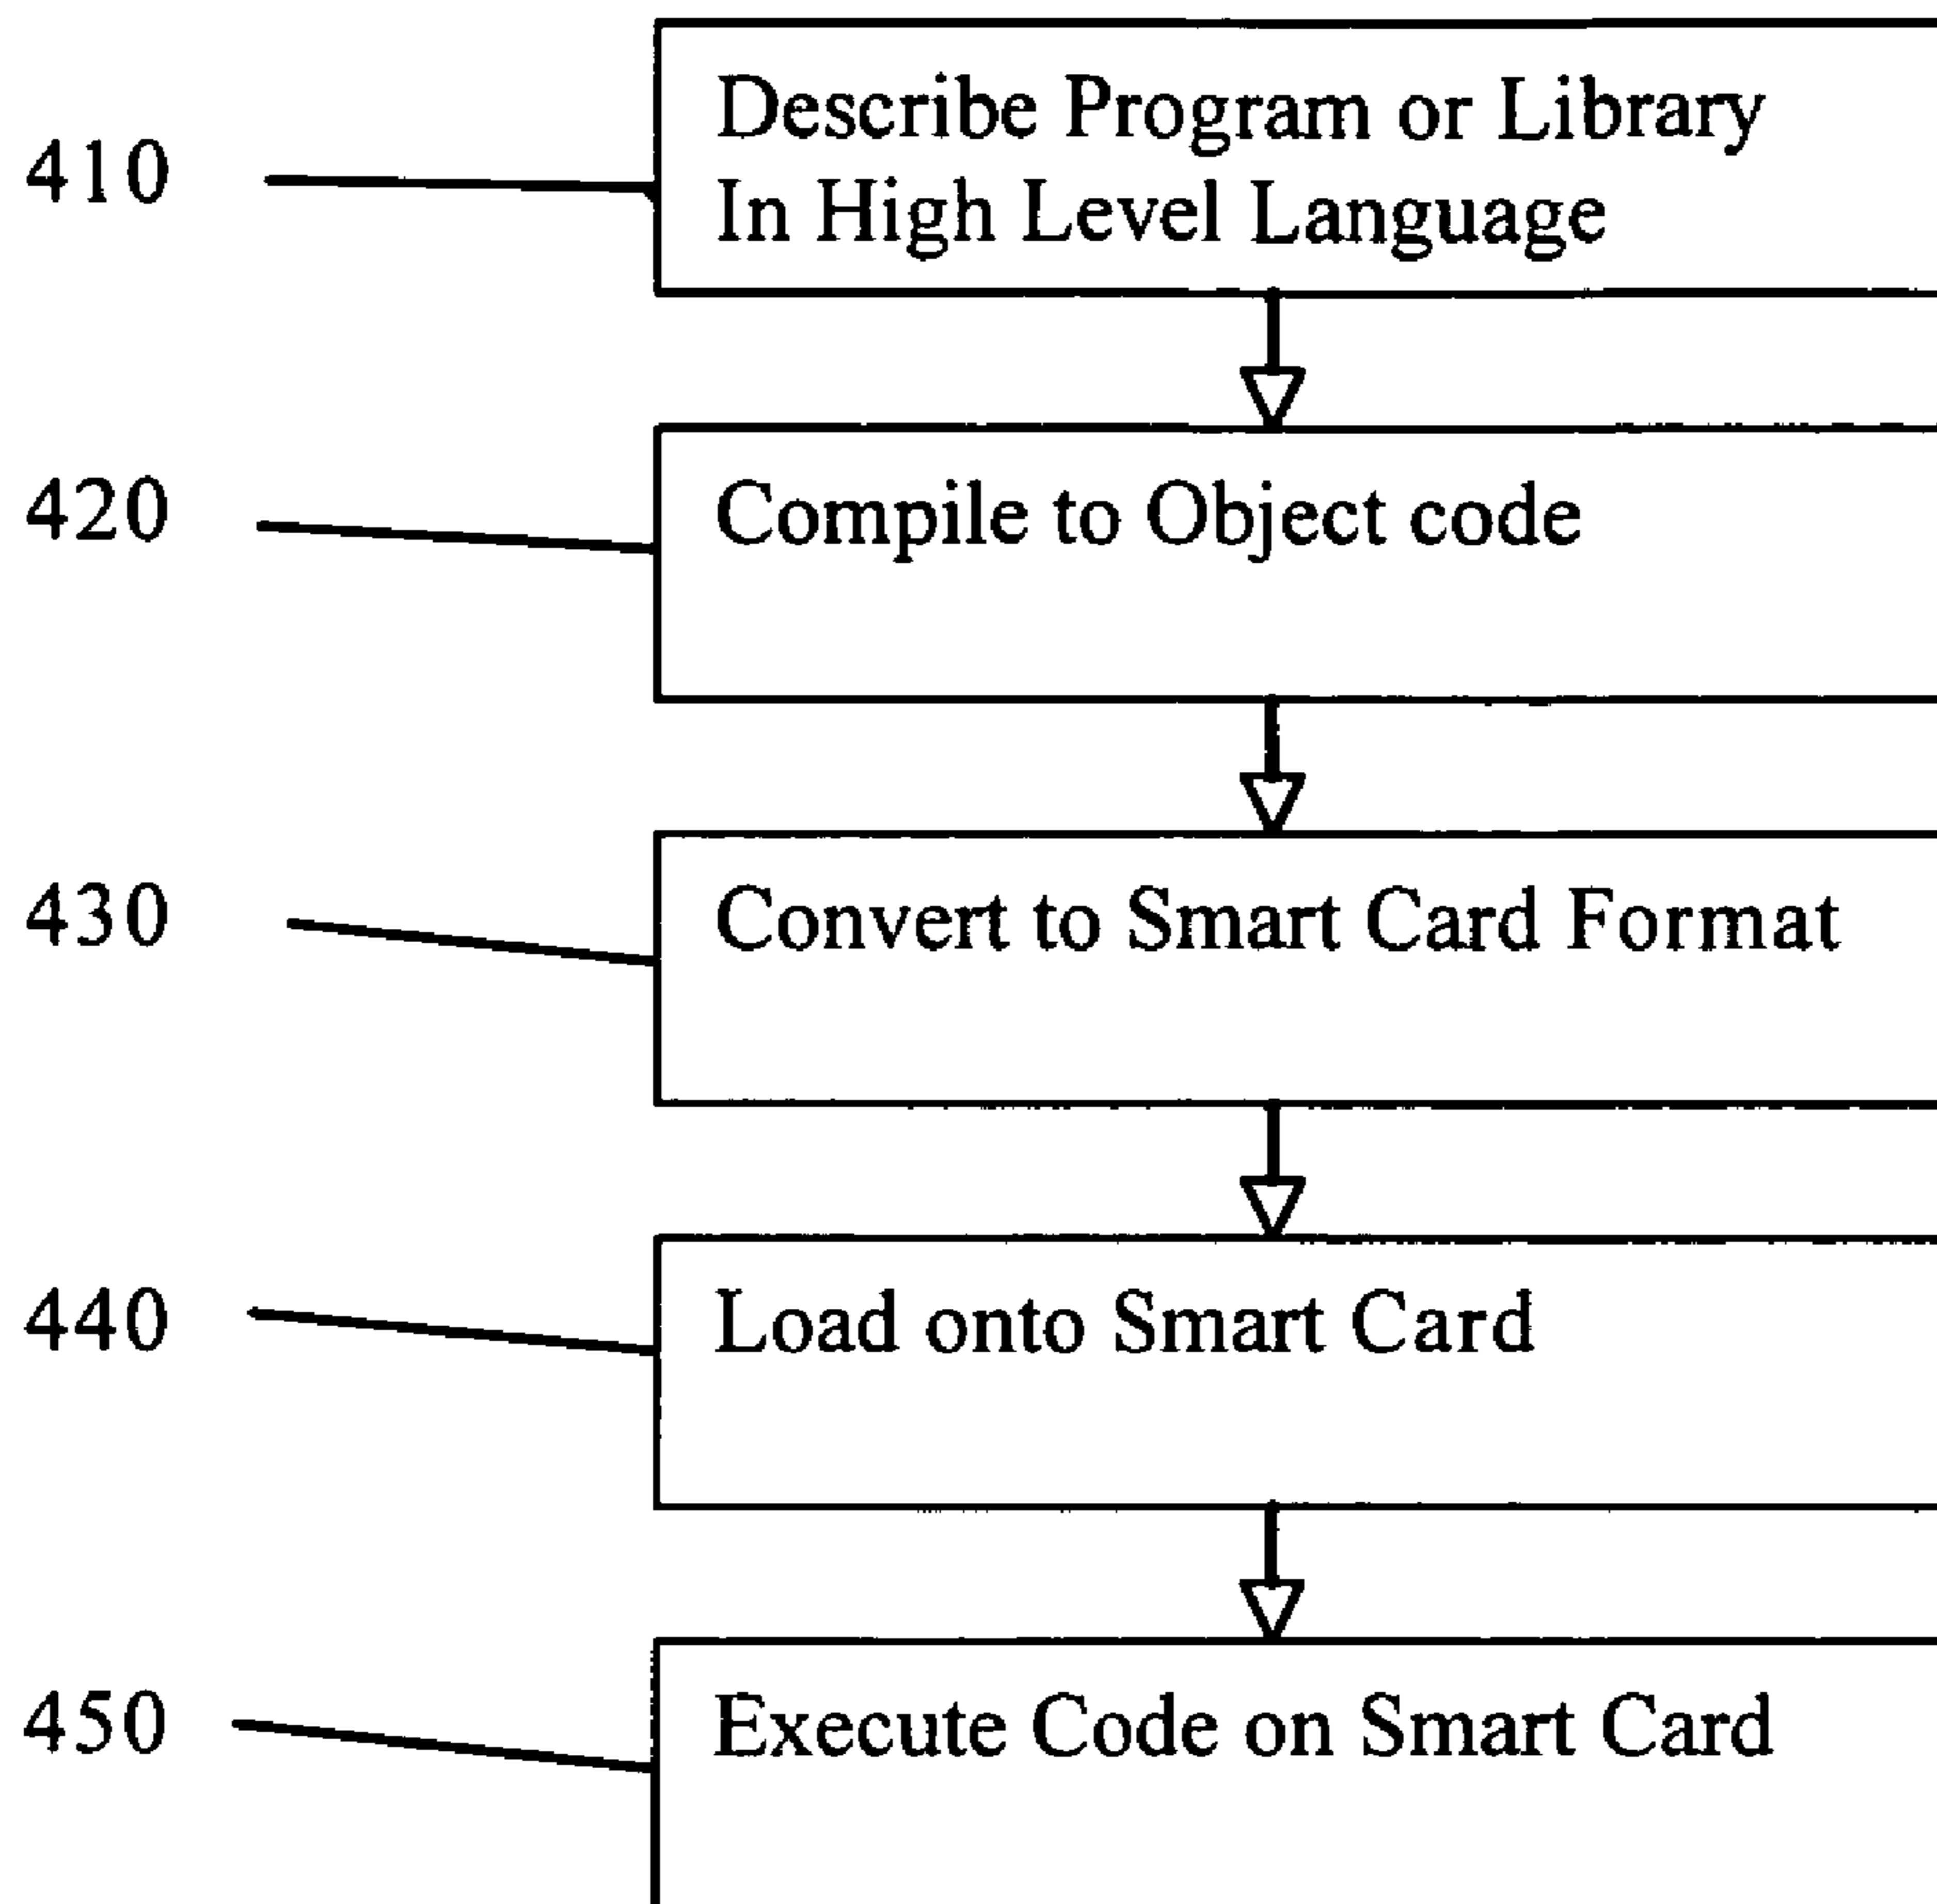 410
Describe Program or Library
In High Level Language
420
Compile to Object code
430
Convert to Smart Card Format
440
Load onto Smart Card
450
Execute Code on Smart Card